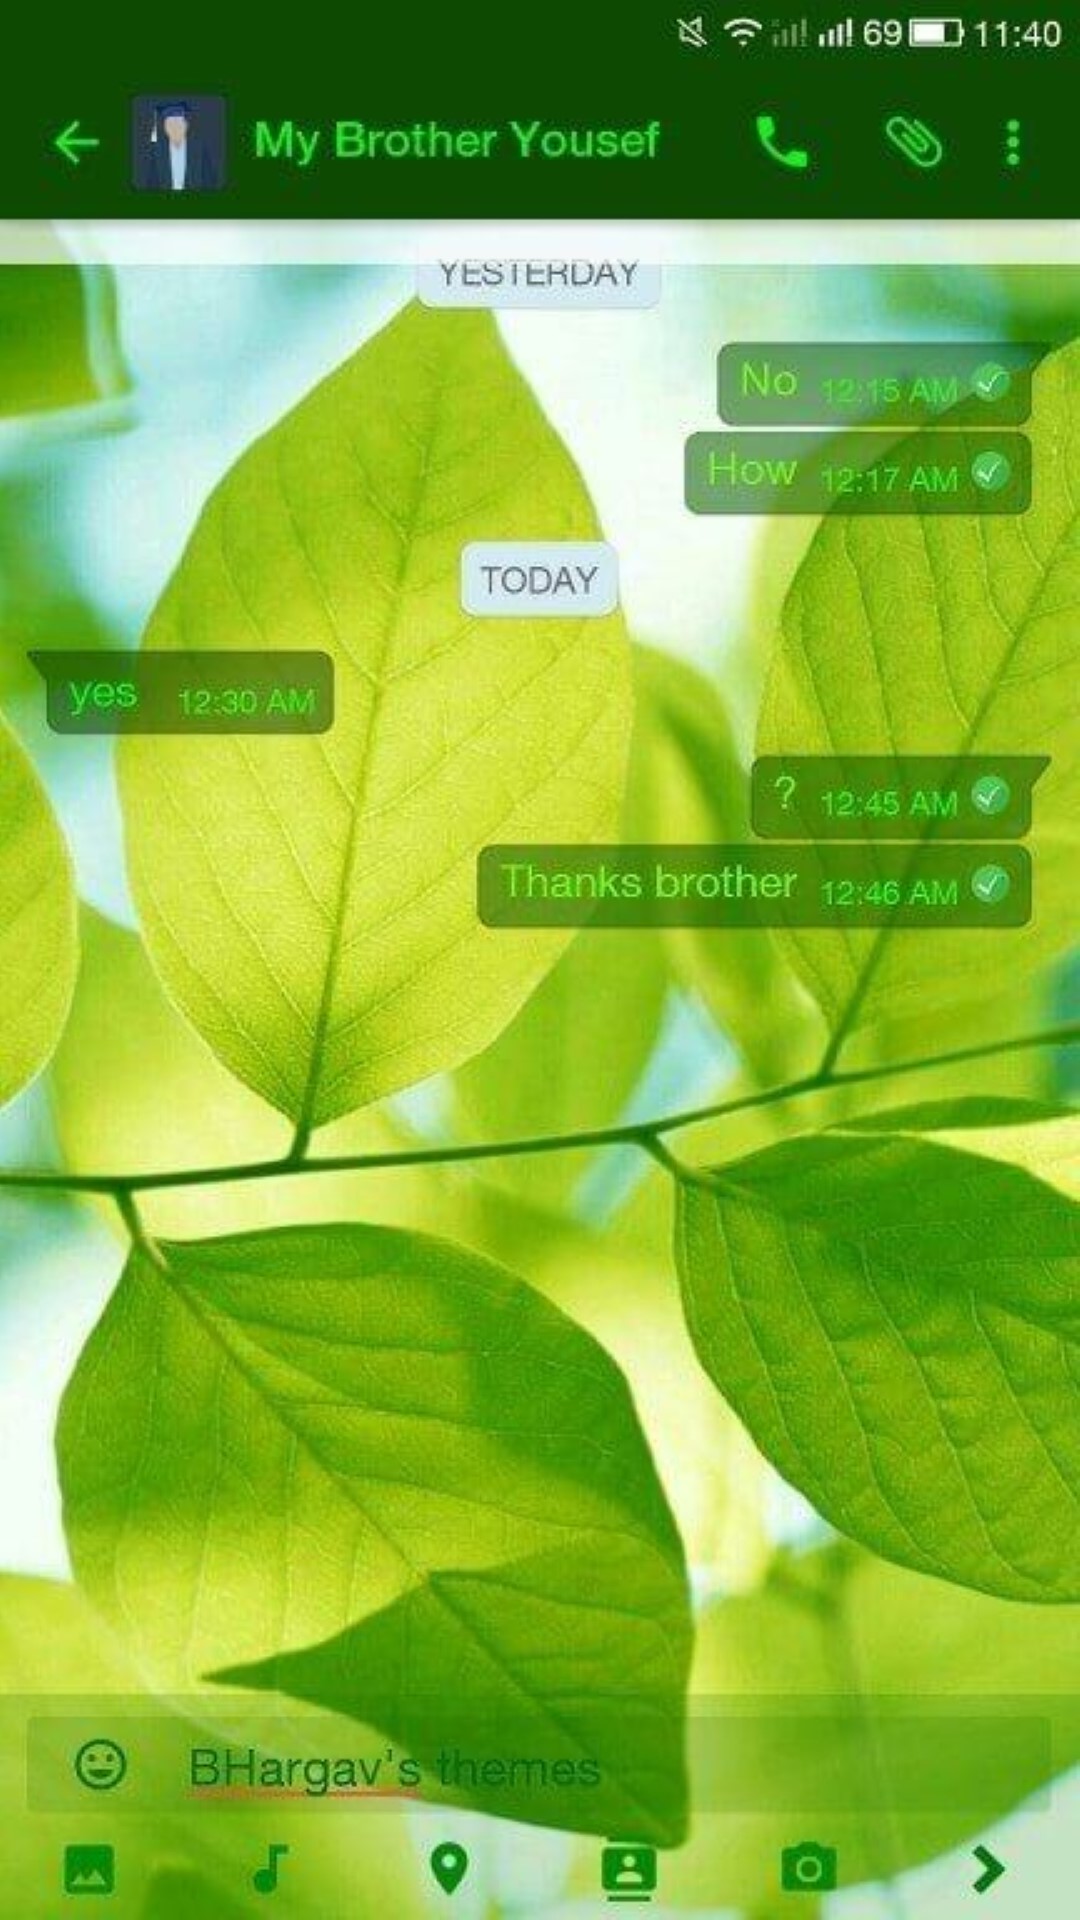 69 11:40
My Brother Yousef
YESTERDAY
No 12:15 AM
How 12:17 AM
TODAY
yes 12:30 AM
? 12:45 AM
Thanks brother 12:46 AM
BHargav's themes